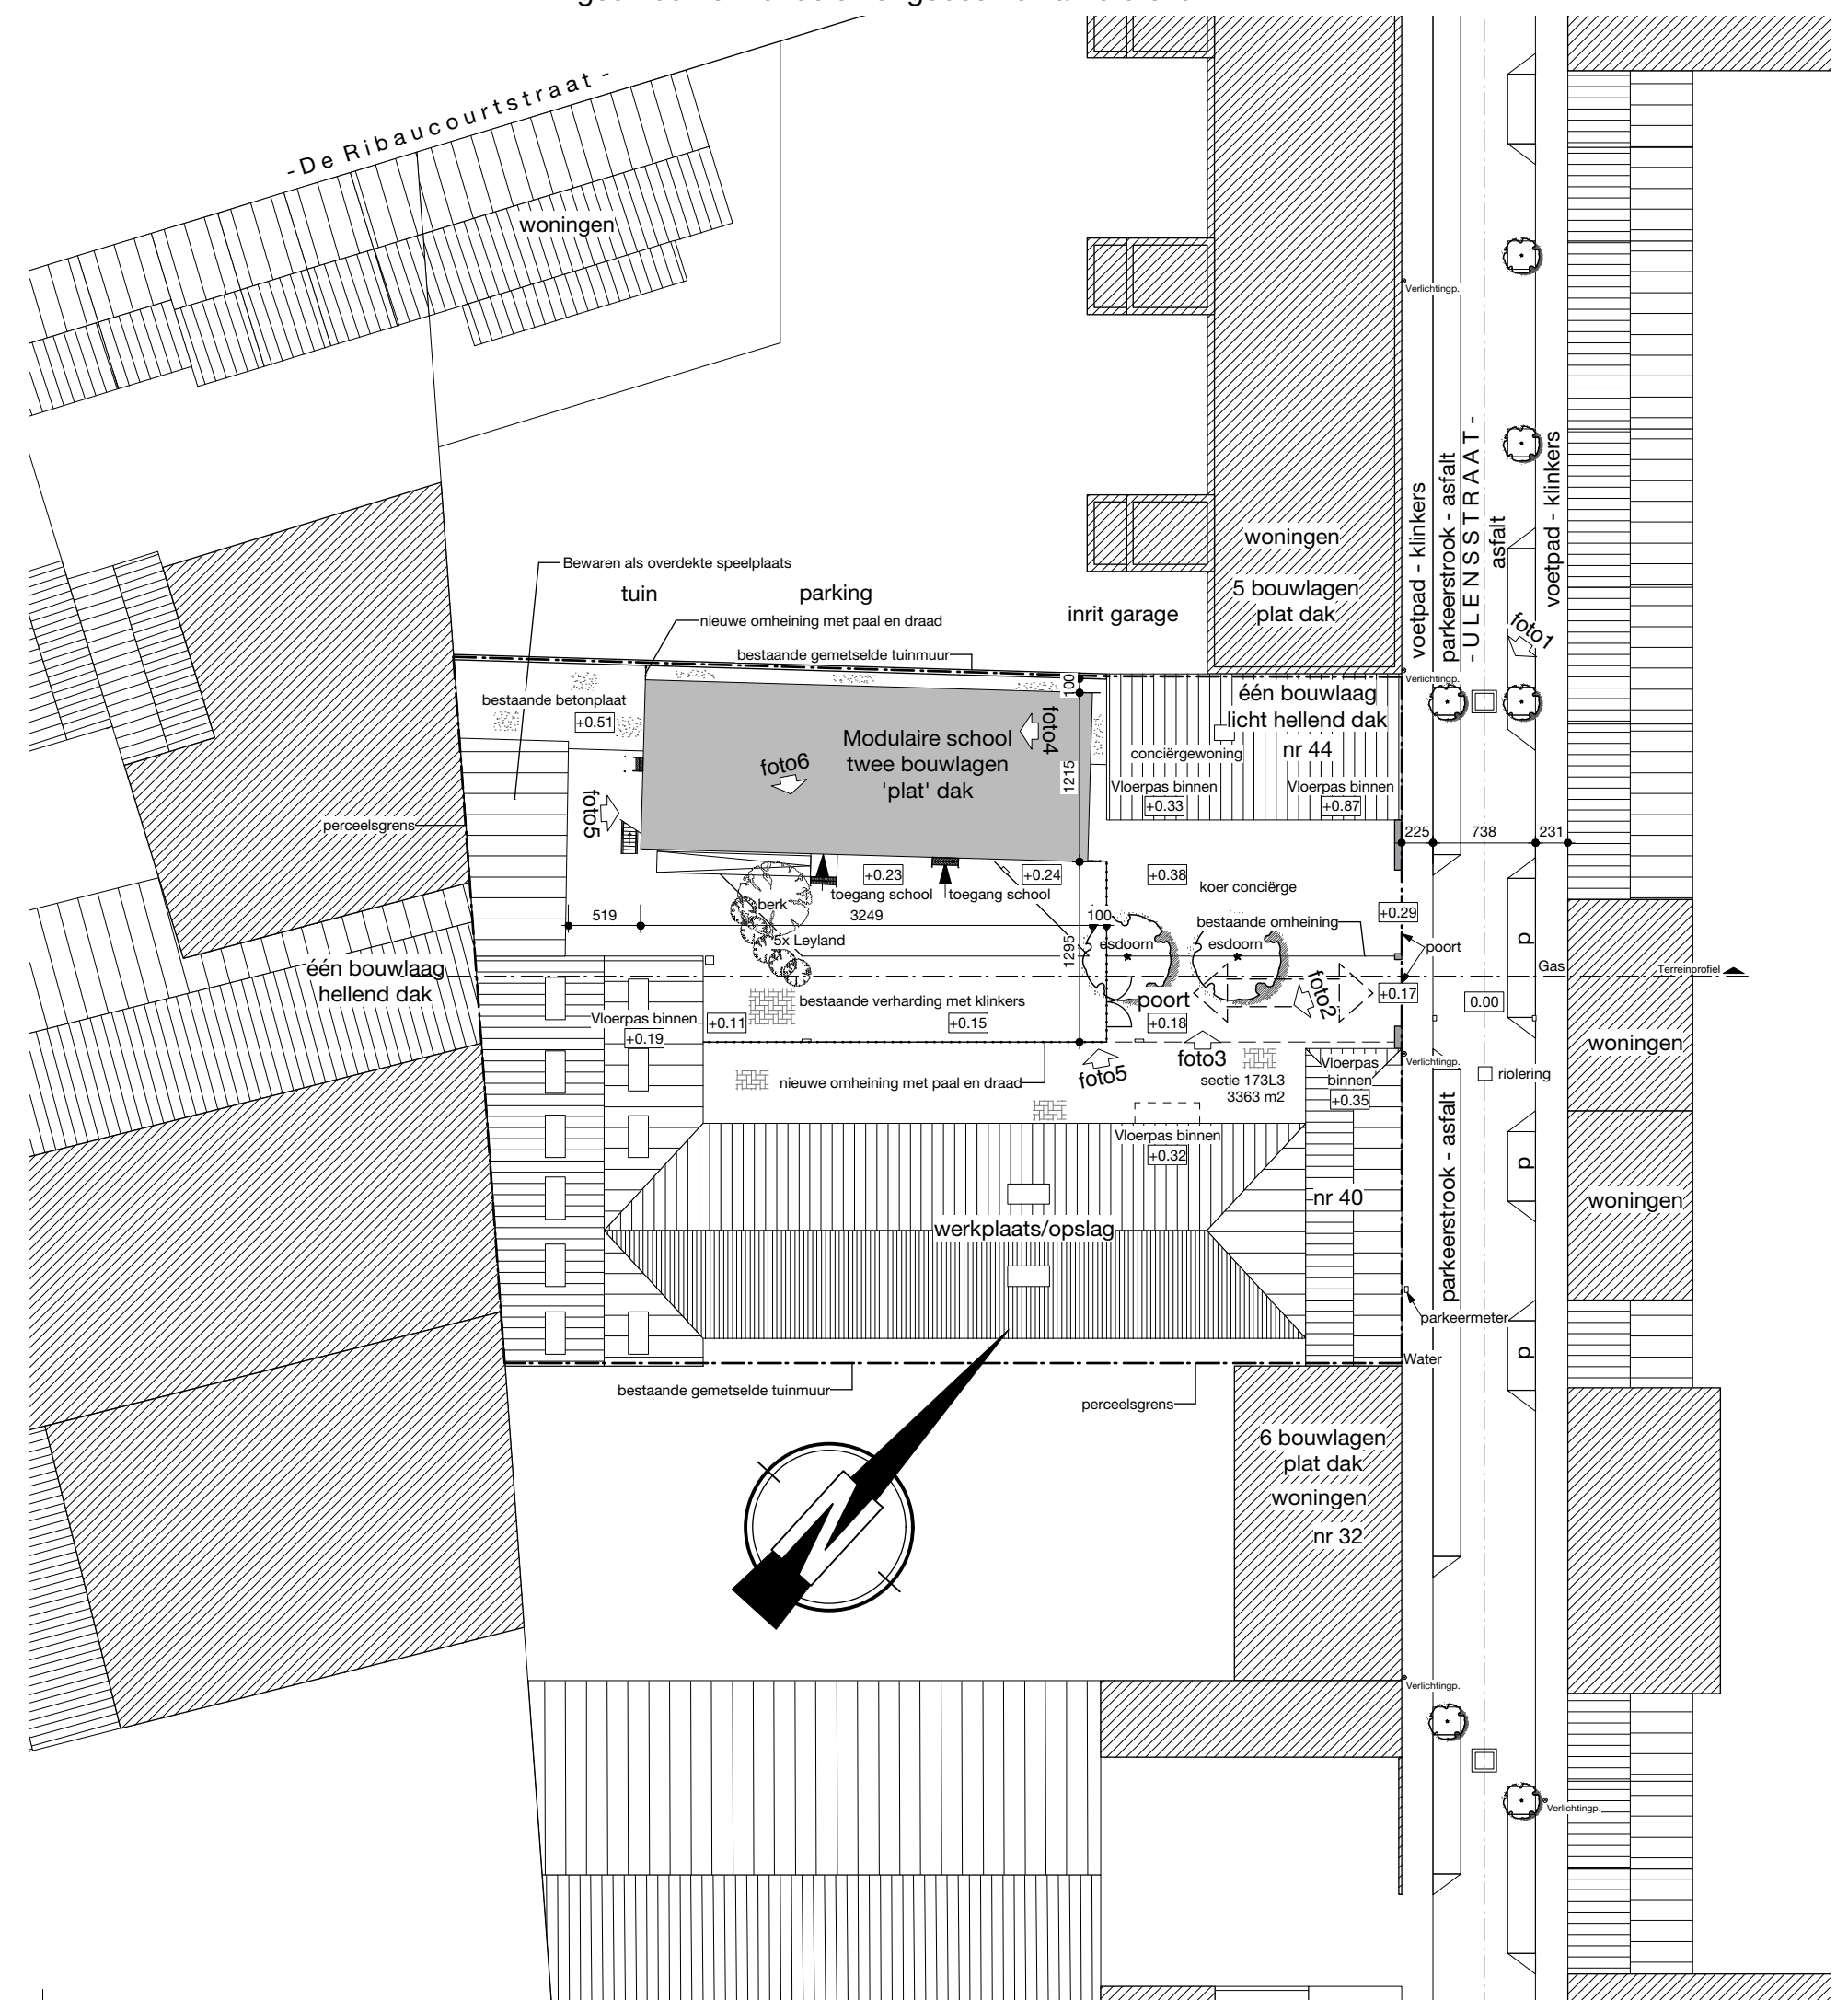 - De Ribaucourtstraat -
woningen
Verlichtingp.
voetpad - klinkers
parkeerstrook - asfalt
- ULENSSTRAAT -
asfalt
voetpad - klinkers
woningen
5 bouwlagen
plat dak
Bewaren als overdekte speelplaats
tuin
parking
inrit garage
nieuwe omheining met paal en draad
bestaande gemetselde tuinmuur
foto1
Verlichtingp.
bestaande betonplaat
+0.51
100
één bouwlaag
licht hellend dak
nr 44
conciërgewoning
Modulaire school
twee bouwlagen
'plat' dak
foto4
foto6
1215
Vloerpas binnen
+0.33
Vloerpas binnen
+0.87
foto5
perceelsgrens
225
738
231
+0.23
+0.24
+0.38
koer conciërge
toegang school
toegang school
berk
519
3249
100
+0.29
bestaande omheining
5x Leyland
1295
esdoorn
esdoorn
poort
één bouwlaag
hellend dak
Gas
Terreinprofiel
foto2
+0.17
0.00
bestaande verharding met klinkers
poort
Vloerpas binnen
+0.19
+0.11
+0.15
+0.18
woningen
foto3
foto5
Vloerpas
binnen
+0.35
Verlichtingp.
riolering
nieuwe omheining met paal en draad
sectie 173L3
3363 m2
Vloerpas binnen
+0.32
parkeerstrook - asfalt
p
p
p
nr 40
woningen
werkplaats/opslag
parkeermeter
Water
bestaande gemetselde tuinmuur
perceelsgrens
6 bouwlagen
plat dak
woningen
nr 32
N
Verlichtingp.
Verlichtingp.